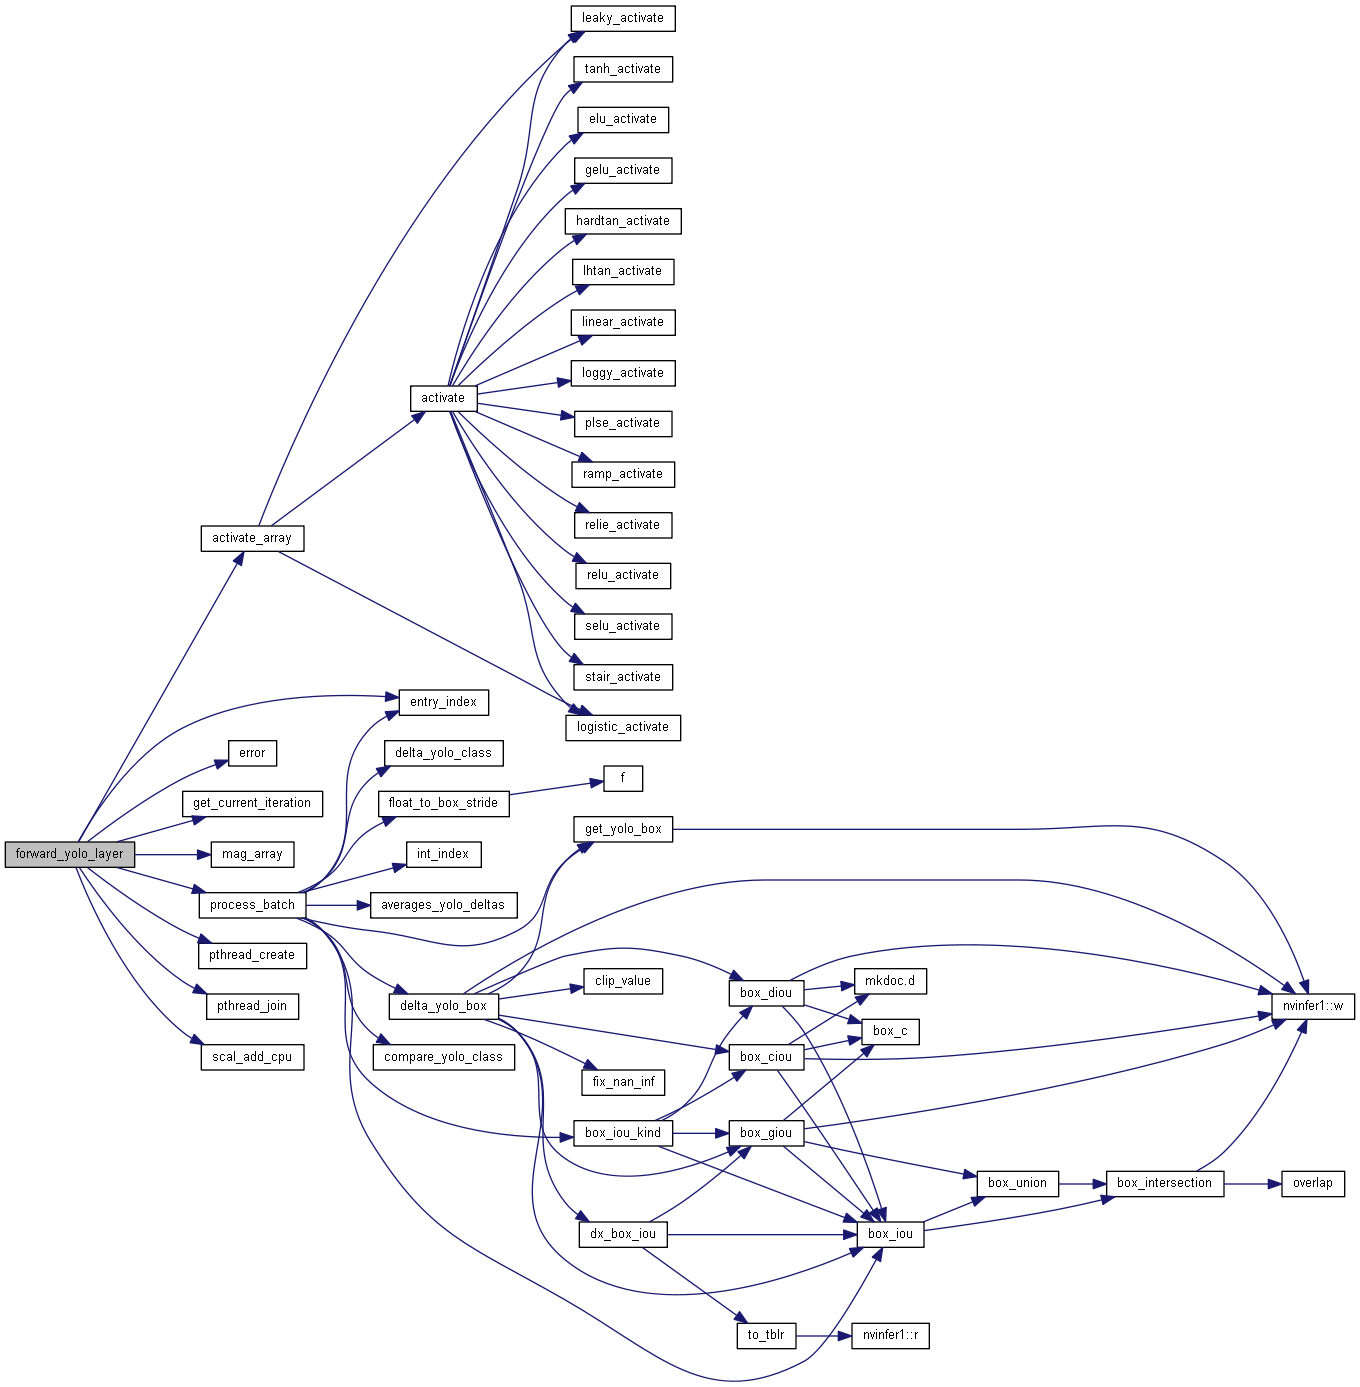 leaky_activate
tanh_activate
elu_activate
gelu_activate
hardtan_activate
lhtan_activate
linear_activate
loggy_activate
activate
plse_activate
ramp_activate
relie_activate
activate_array
relu_activate
selu_activate
stair_activate
entry_index
logistic_activate
error
delta_yolo_class
f
get_current_iteration
float_to_box_stride
get_yolo_box
forward_yolo_layer
mag_array
int_index
process_batch
averages_yolo_deltas
pthread_create
clip_value
mkdoc.d
box_diou
pthread_join
delta_yolo_box
nvinfer1::w
box_c
scal_add_cpu
compare_yolo_class
box_ciou
fix_nan_inf
box_iou_kind
box_giou
box_union
box_intersection
overlap
dx_box_iou
box_iou
to_tblr
nvinfer1::r